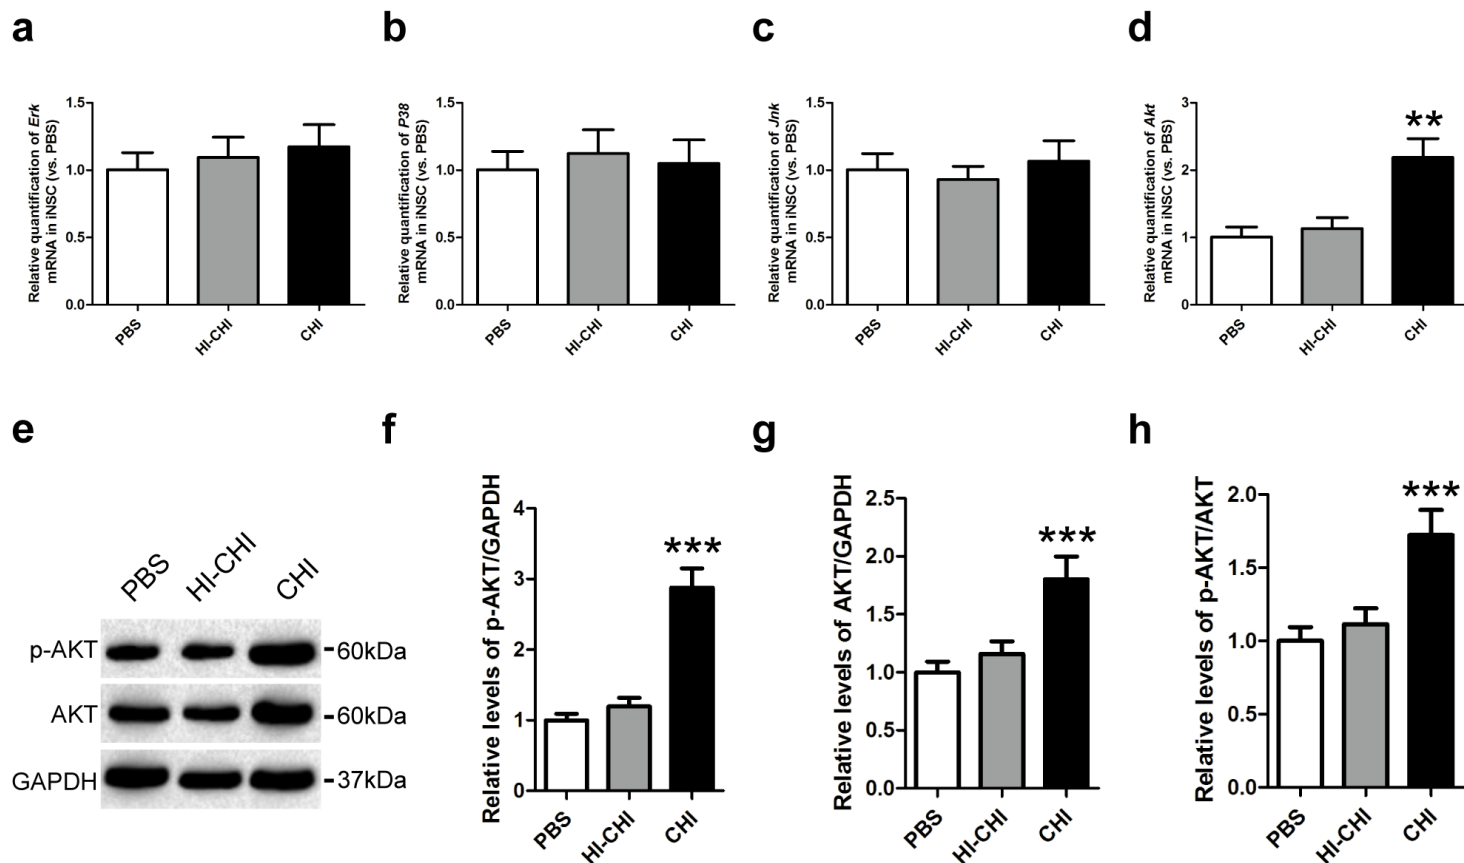 a
Relative quantification of Erk
mRNA in iNSC (vs. PBS)
1.5
1.0
0.5
0.0
PBS
HI-CHI
CHI
b
Relative quantification of P38
mRNA in iNSC (vs. PBS)
1.5
1.0
0.5
0.0
PBS
HI-CHI
CHI
c
Relative quantification of Jnk
mRNA in iNSC (vs. PBS)
1.5
1.0
0.5
0.0
PBS
HI-CHI
CHI
d
Relative quantification of Akt
mRNA in iNSC (vs. PBS)
3
2
1
0
**
PBS
HI-CHI
CHI
e
PBS
HI-CHI
CHI
p-AKT
-60kDa
AKT
-60kDa
GAPDH
-37kDa
f
Relative levels of p-AKT/GAPDH
4
3
2
1
0
***
PBS
HI-CHI
CHI
g
Relative levels of AKT/GAPDH
2.5
2.0
1.5
1.0
0.5
0.0
***
PBS
HI-CHI
CHI
h
Relative levels of p-AKT/AKT
2.0
1.5
1.0
0.5
0.0
***
PBS
HI-CHI
CHI